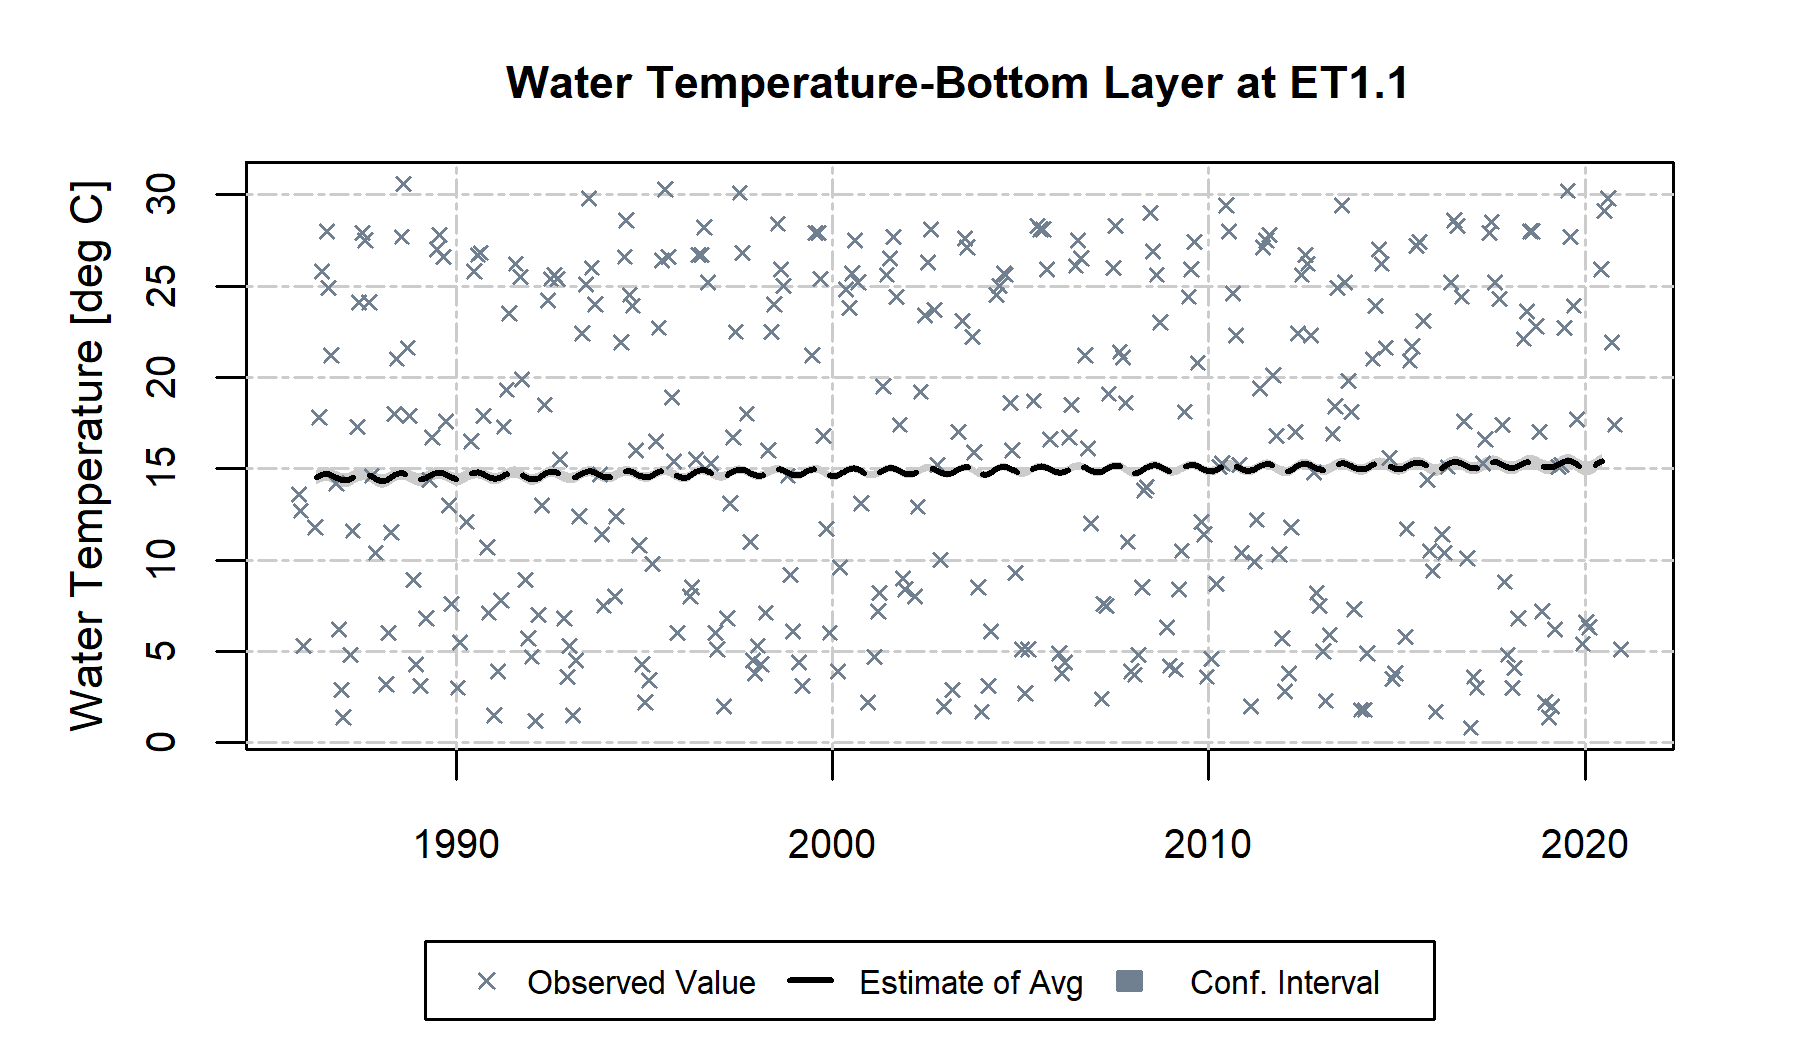 Water Temperature-Bottom Layer at ET1.1
Water Temperature [deg C]
30
25
20
15
10
5
0
1990 2000 2010 2020
Observed Value Estimate of Avg Conf. Interval